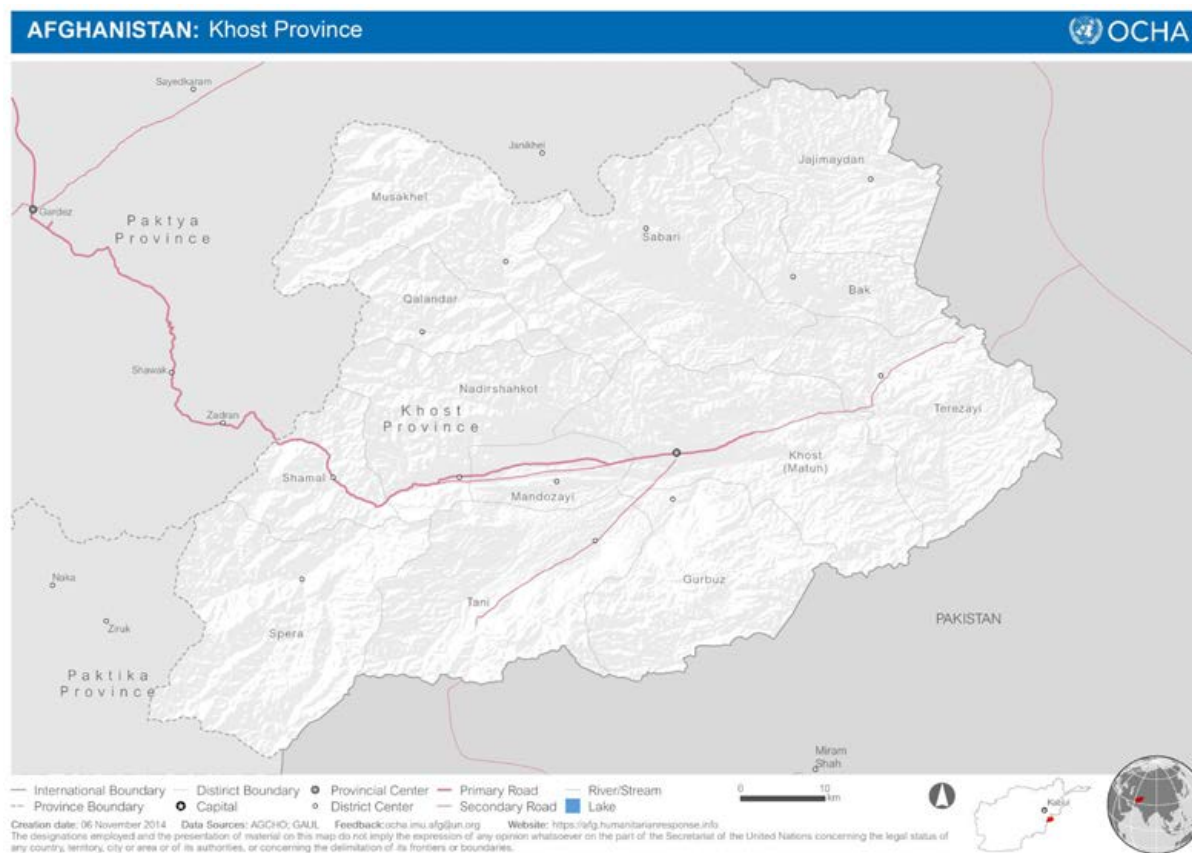 AFGHANISTAN: Khost Province
OCHA
Sayedkaram
Janikhel
Jajimaydan
Musakhel
Gardez
Paktya
Province
Sabari
Qalandar
Bak
Shawak
Nadirshahkot
Zadran
Khost
Province
Terezayi
Khost
(Matun)
Shamal
Mandozayi
Naka
Gurbuz
Tani
Ziruk
Spera
PAKISTAN
Paktika
Province
Miram
Shah
International Boundary District Boundary Provincial Center Primary Road River/Stream
Province Boundary Capital District Center Secondary Road Lake
0 10
km
Kabul
Creation date: 06 November 2014 Data Sources: AGCHO; GAUL Feedback:ocha.imu.afg@un.org Website: https://afg.humanitarianresponse.info
The designations employed and the presentation of material on this map do not imply the expression of any opinion whatsoever on the part of the Secretariat of the United Nations concerning the legal status of
any country, territory, city or area or of its authorities, or concerning the delimitation of its frontiers or boundaries.